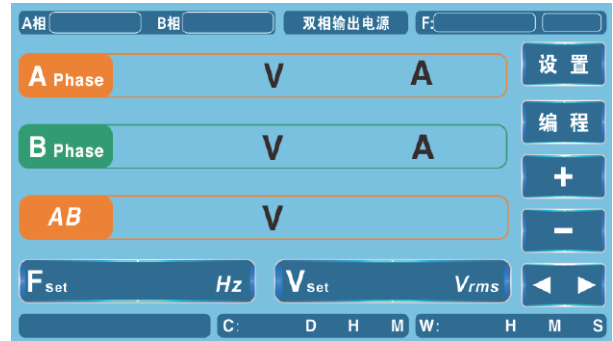 A相 B相 双相输出电源 F:
A Phase V A 设 置
B Phase V A 编 程
+
AB V −
Fset Hz Vset Vrms ◀ ▶
C: D H M W: H M S